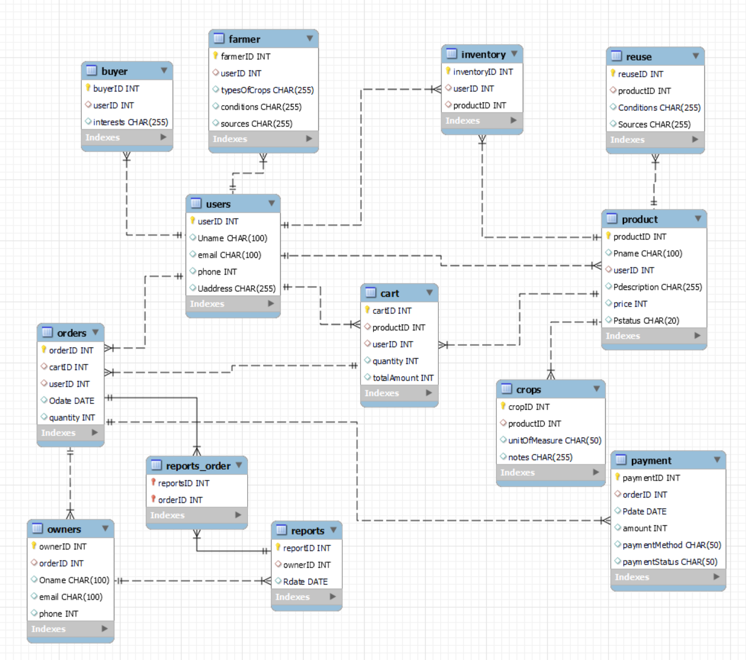 farmer
farmerID INT
userID INT
typesOfCrops CHAR(255)
conditions CHAR(255)
sources CHAR(255)
Indexes
buyer
buyerID INT
userID INT
interests CHAR(255)
Indexes
inventory
inventoryID INT
userID INT
productID INT
Indexes
reuse
reuseID INT
productID INT
Conditions CHAR(255)
Sources CHAR(255)
Indexes
users
userID INT
Uname CHAR(100)
email CHAR(100)
phone INT
Uaddress CHAR(255)
Indexes
product
productID INT
Pname CHAR(100)
userID INT
Pdescription CHAR(255)
price INT
Pstatus CHAR(20)
Indexes
cart
cartID INT
productID INT
userID INT
quantity INT
totalAmount INT
Indexes
orders
orderID INT
cartID INT
userID INT
Odate DATE
quantity INT
Indexes
crops
cropID INT
productID INT
unitOfMeasure CHAR(50)
notes CHAR(255)
Indexes
reports_order
reportsID INT
orderID INT
Indexes
payment
paymentID INT
orderID INT
Pdate DATE
amount INT
paymentMethod CHAR(50)
paymentStatus CHAR(50)
Indexes
owners
ownerID INT
orderID INT
Oname CHAR(100)
email CHAR(100)
phone INT
Indexes
reports
reportID INT
ownerID INT
Rdate DATE
Indexes